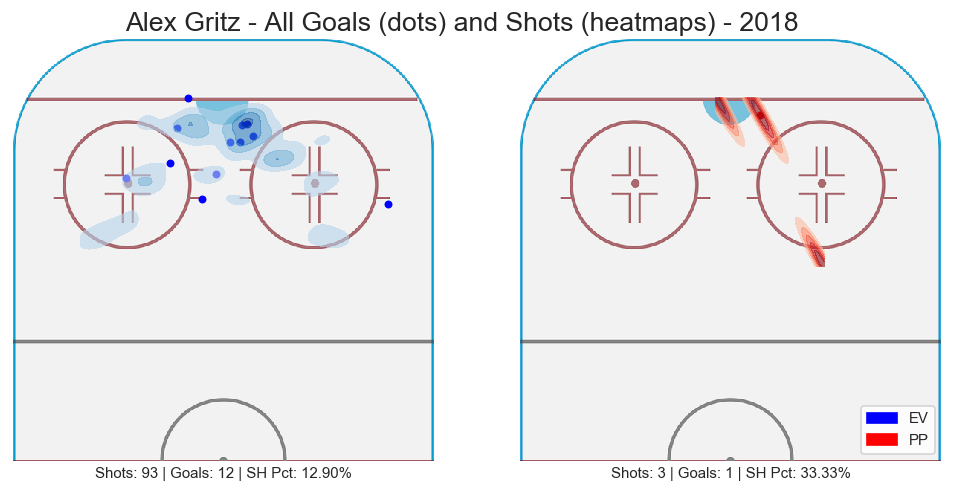 Alex Gritz - All Goals (dots) and Shots (heatmaps) - 2018
EV
PP
Shots: 93 | Goals: 12 | SH Pct: 12.90%
Shots: 3 | Goals: 1 | SH Pct: 33.33%